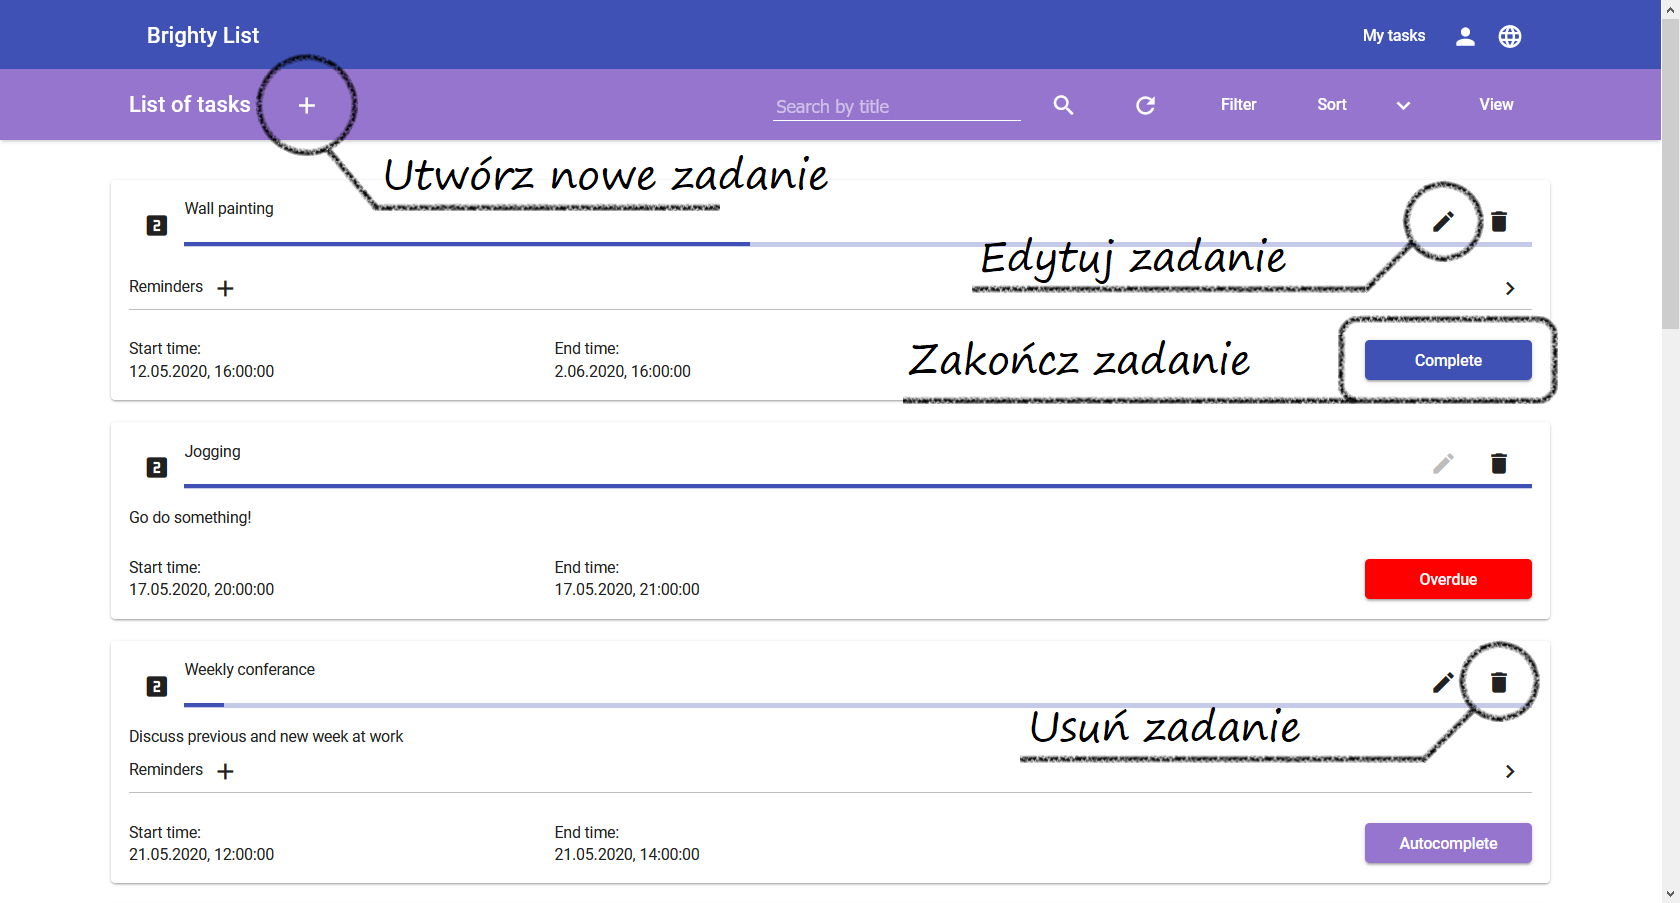 Brighty List
My tasks
List of tasks
Search by title
Filter
Sort
View
Utwórz nowe zadanie
2
Wall painting
Edytuj zadanie
Reminders
Start time:
12.05.2020, 16:00:00
End time:
2.06.2020, 16:00:00
Zakończ zadanie
Complete
2
Jogging
Go do something!
Start time:
17.05.2020, 20:00:00
End time:
17.05.2020, 21:00:00
Overdue
2
Weekly conferance
Usuń zadanie
Discuss previous and new week at work
Reminders
Start time:
21.05.2020, 12:00:00
End time:
21.05.2020, 14:00:00
Autocomplete